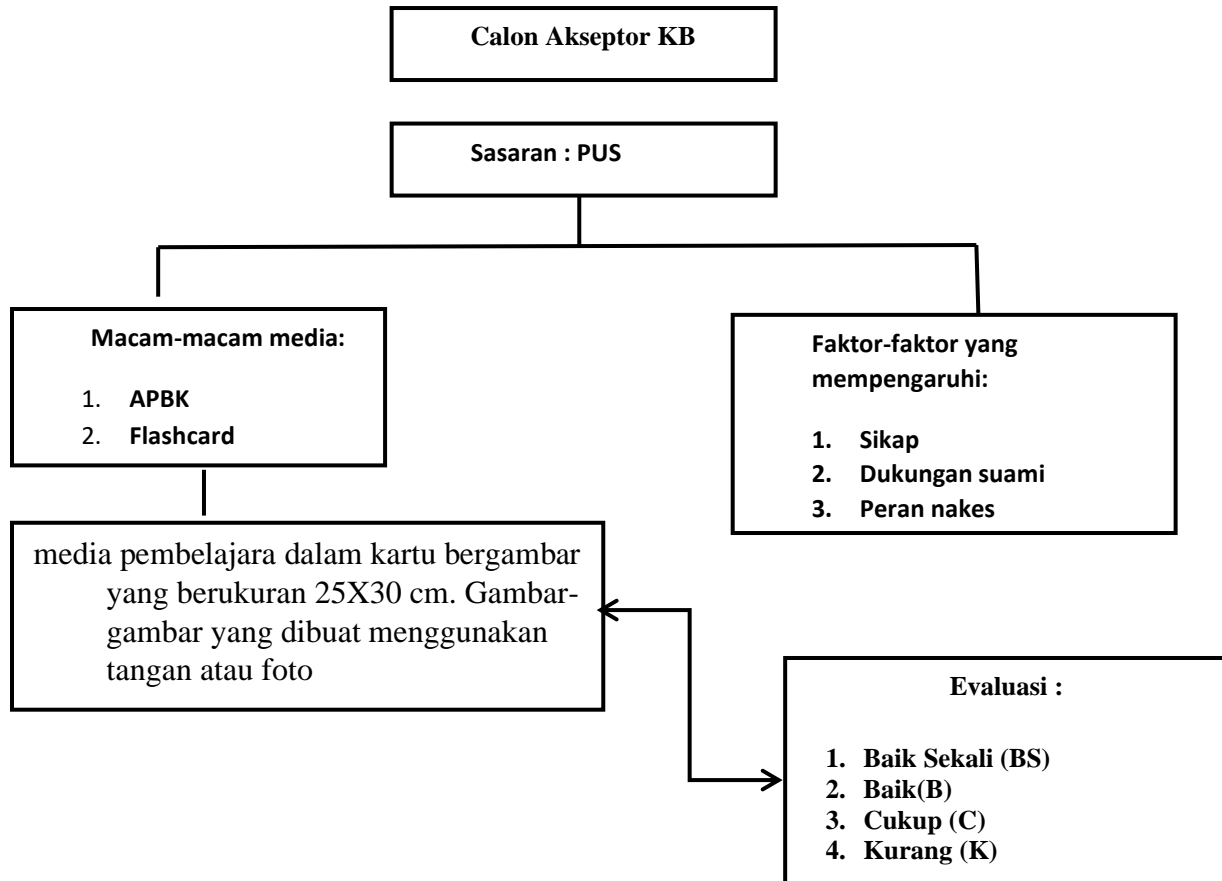 Calon Akseptor KB
Sasaran : PUS
Macam-macam media:
1. APBK
2. Flashcard
Faktor-faktor yang
mempengaruhi:
1. Sikap
2. Dukungan suami
3. Peran nakes
media pembelajara dalam kartu bergambar
yang berukuran 25X30 cm. Gambar-
gambar yang dibuat menggunakan
tangan atau foto
Evaluasi :
1. Baik Sekali (BS)
2. Baik(B)
3. Cukup (C)
4. Kurang (K)